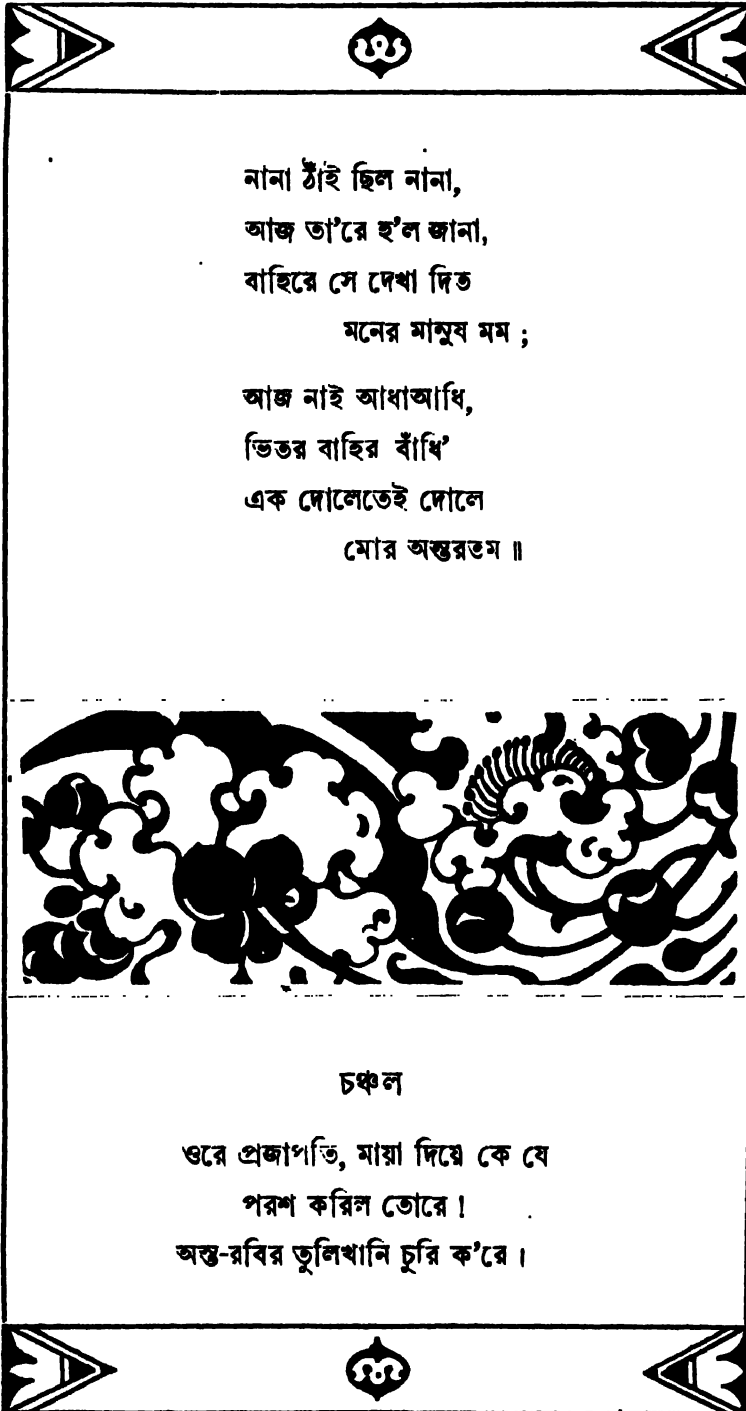 নানা ঠাঁই ছিল নানা,
আজ তা’রে হ’ল জানা,
বাহিরে সে দেখা দিত
মনের মানুষ মম ;
আজ নাই আধাআধি,
ভিতর বাহির বাঁধি’
এক দোলেতেই দোলে
মোর অন্তরতম ॥
চঞ্চল
ওরে প্রজাপতি, মায়া দিয়ে কে যে
পরশ করিল তোরে !
অস্ত-রবির তুলিখানি চুরি ক’রে ।